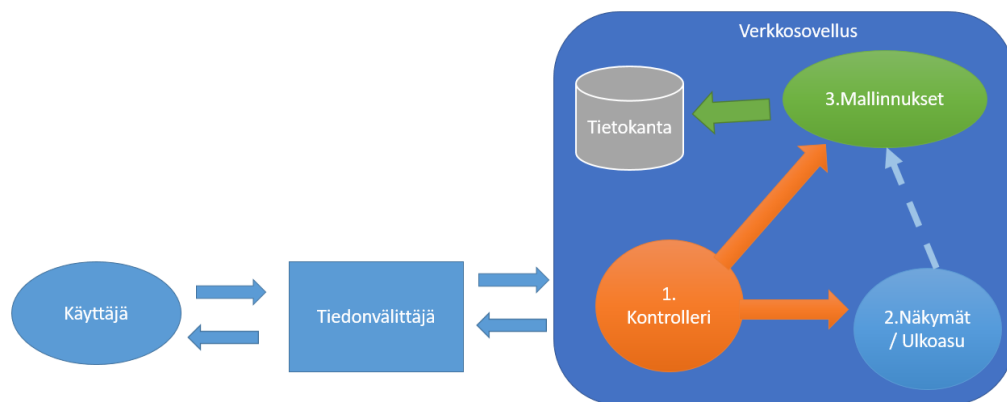 Verkkosovellus
3.Mallinnukset
Tietokanta
Käyttäjä
Tiedonvälittäjä
1.
Kontrolleri
2.Näkymät
/ Ulkoasu